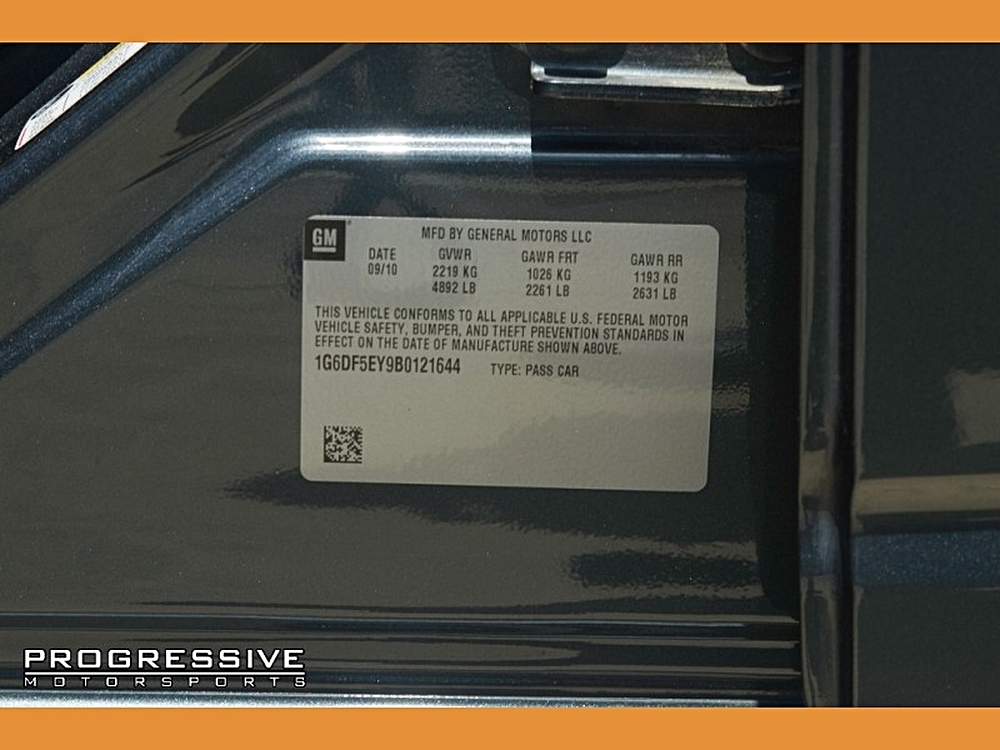 GM
MFD BY GENERAL MOTORS LLC
DATE GVWR GAWR FRT GAWR RR
09/10 2219 KG 1026 KG 1193 KG
4892 LB 2261 LB 2631 LB
THIS VEHICLE CONFORMS TO ALL APPLICABLE U.S. FEDERAL MOTOR
VEHICLE SAFETY, BUMPER, AND THEFT PREVENTION STANDARDS IN
EFFECT ON THE DATE OF MANUFACTURE SHOWN ABOVE.
1G6DF5EY9B0121644 TYPE: PASS CAR
PROGRESSIVE
MOTORSPORTS